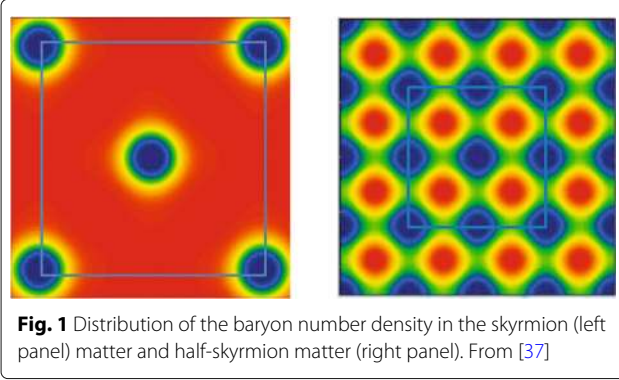 Fig. 1 Distribution of the baryon number density in the skyrmion (left
panel) matter and half-skyrmion matter (right panel). From [37]